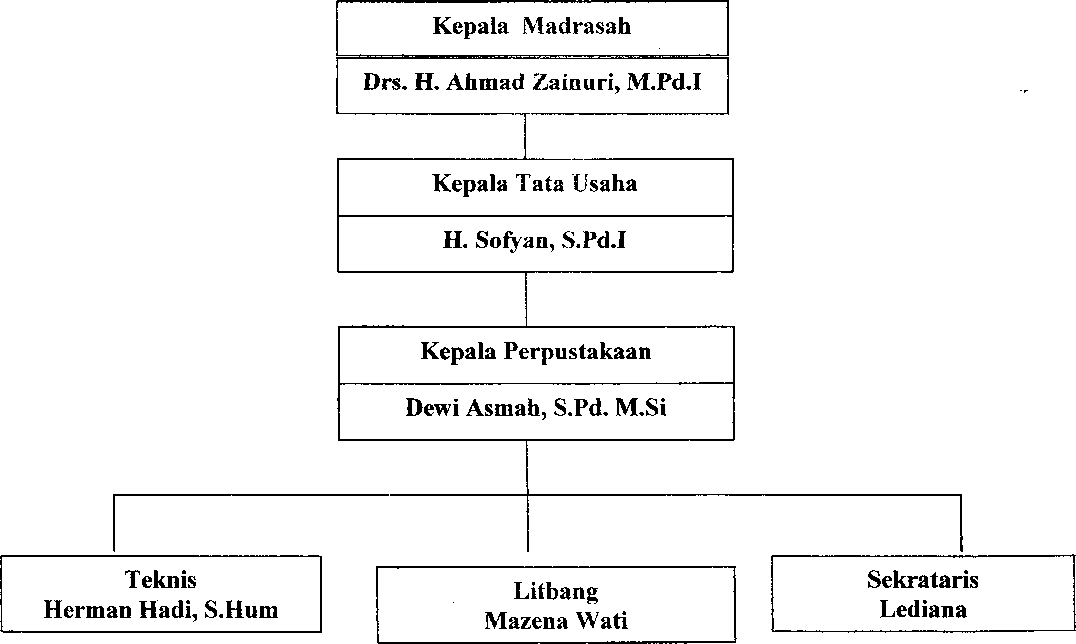 Kepala Madrasah
Drs. H. Ahmad Zainuri, M.Pd.I
Kepala Tata Usaha
H. Sofyan, S.Pd.I
Kepala Perpustakaan
Dewi Asmah, S.Pd. M.Si
Teknis
Herman Hadi, S.Hum
Litbang
Mazena Wati
Sekrataris
Lediana